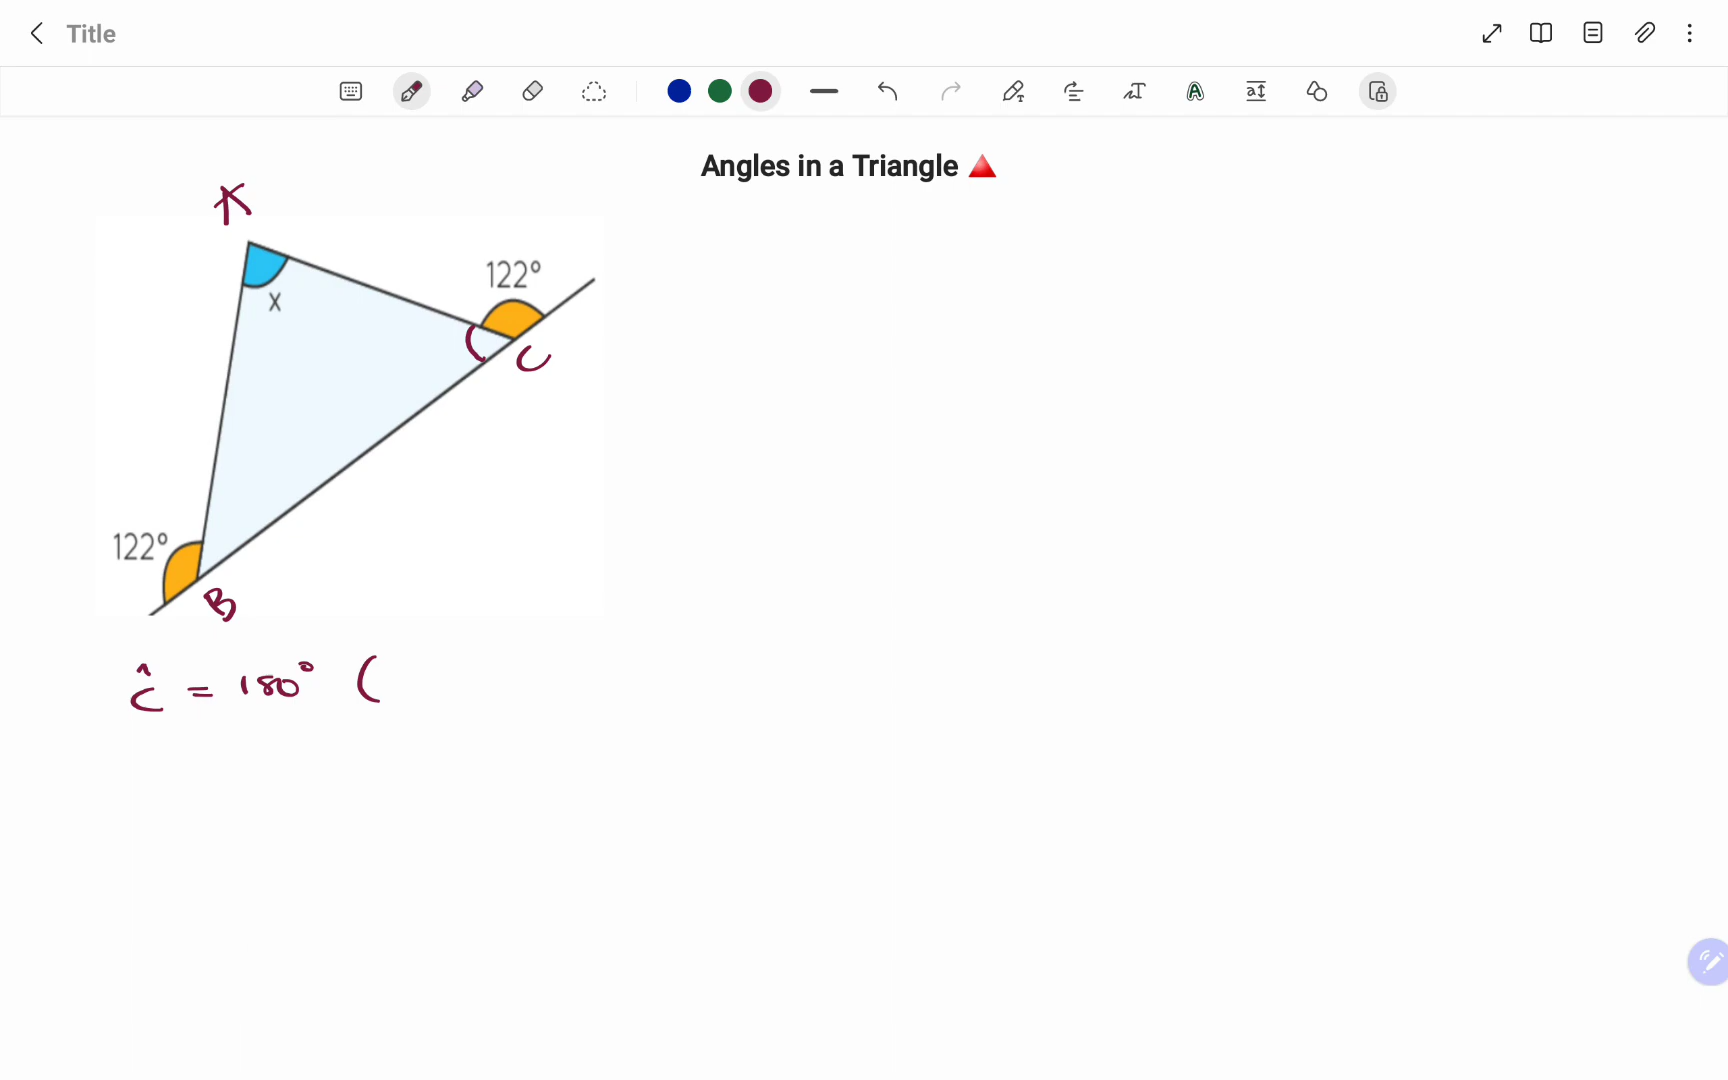 Title
Angles in a Triangle
K
122°
x
C
122°
B
ĉ = 180° (